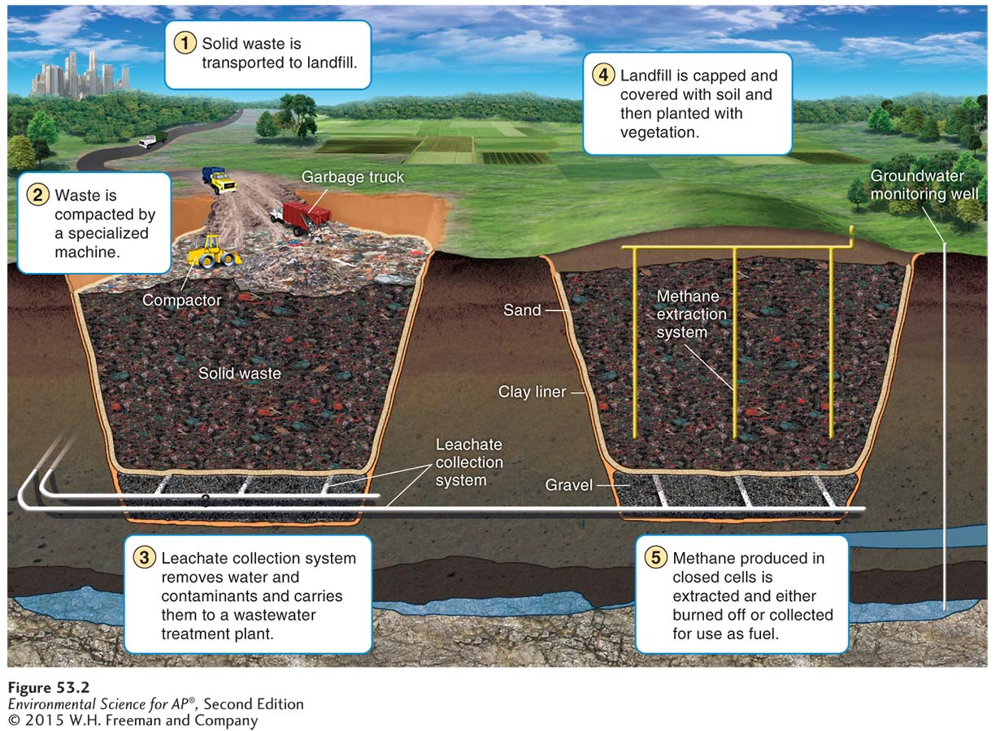 1 Solid waste is
transported to landfill.
4 Landfill is capped and
covered with soil and
then planted with
vegetation.
2 Waste is
compacted by
a specialized
machine.
Garbage truck
Groundwater
monitoring well
Compactor
Sand
Methane
extraction
system
Solid waste
Clay liner
Leachate
collection
system
Gravel
3 Leachate collection system
removes water and
contaminants and carries
them to a wastewater
treatment plant.
5 Methane produced in
closed cells is
extracted and either
burned off or collected
for use as fuel.
Figure 53.2
Environmental Science for AP®, Second Edition
© 2015 W.H. Freeman and Company